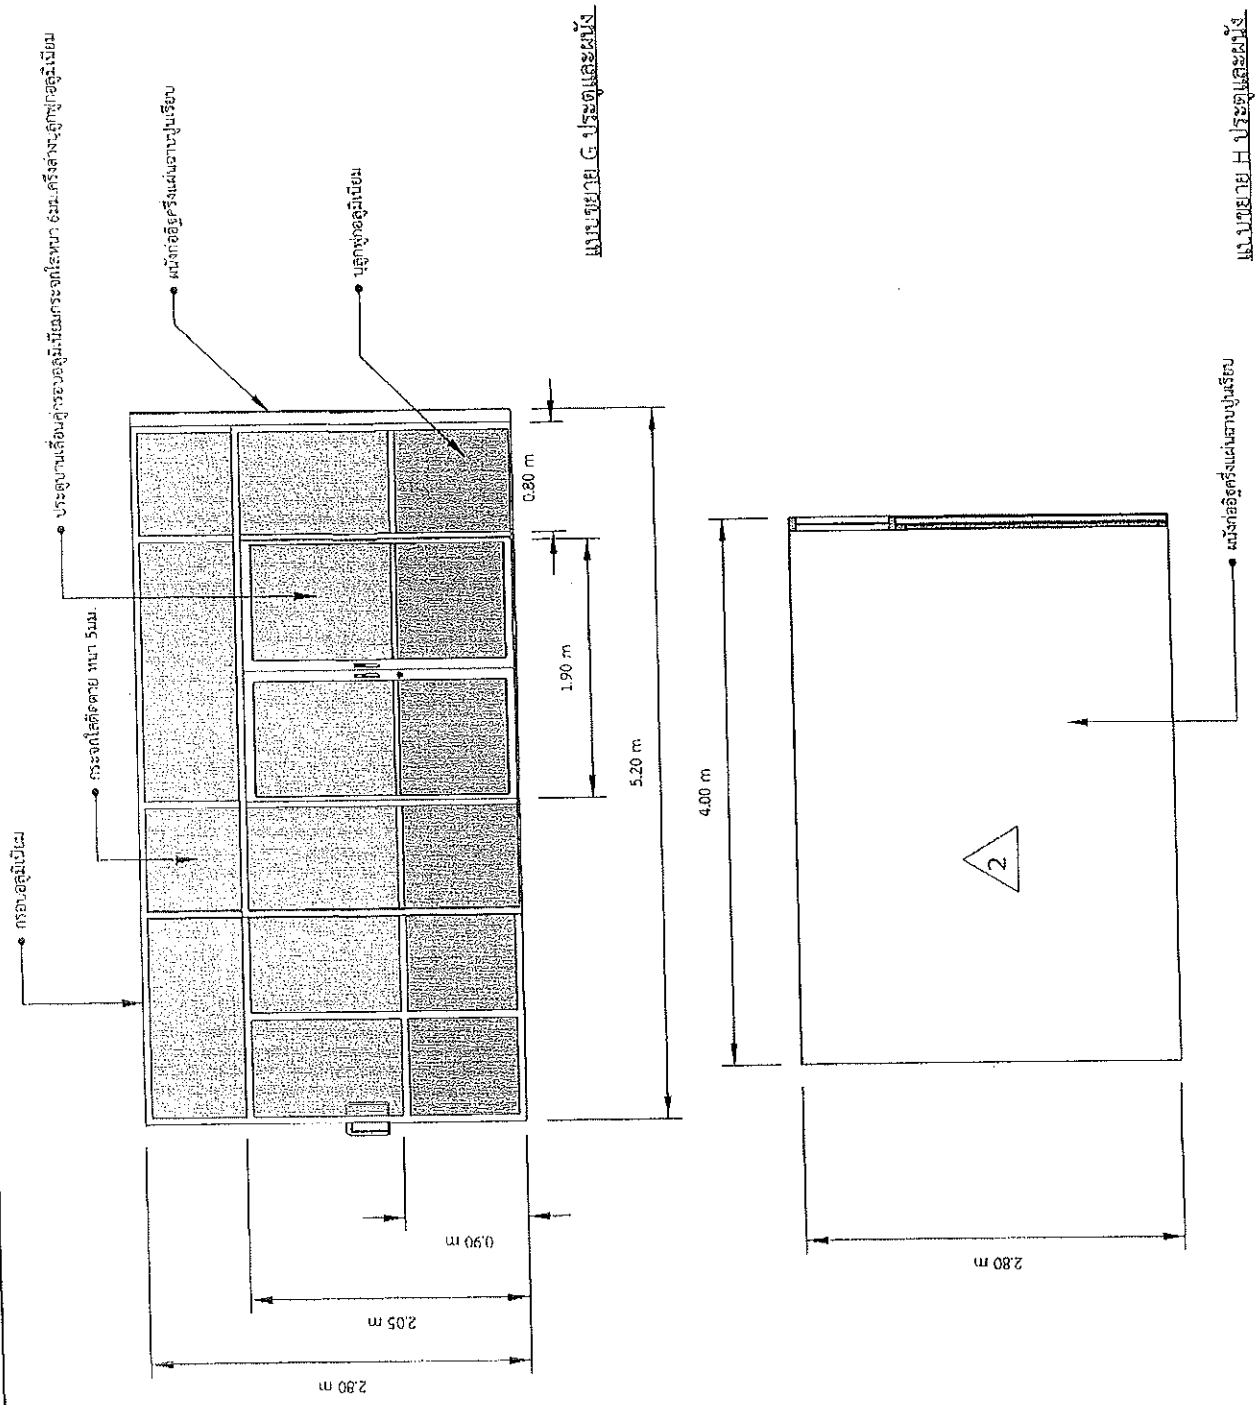 กรอบอลูมิเนียม
กระจกใสติดตาย หนา 5มม.
ประตูบานเลื่อนคู่กรอบอลูมิเนียมกระจกใสหนา 6มม.ครึ่งล่างบุลูกฟูกอลูมิเนียม
ผนังก่ออิฐครึ่งแผ่นฉาบปูนเรียบ
บุลูกฟูกอลูมิเนียม
2.80 m
2.05 m
0.90 m
0.80 m
1.90 m
5.20 m
แบบขยาย G ประตูและผนัง
4.00 m
2.80 m
2
ผนังก่ออิฐครึ่งแผ่นฉาบปูนเรียบ
แบบขยาย H ประตูและผนัง